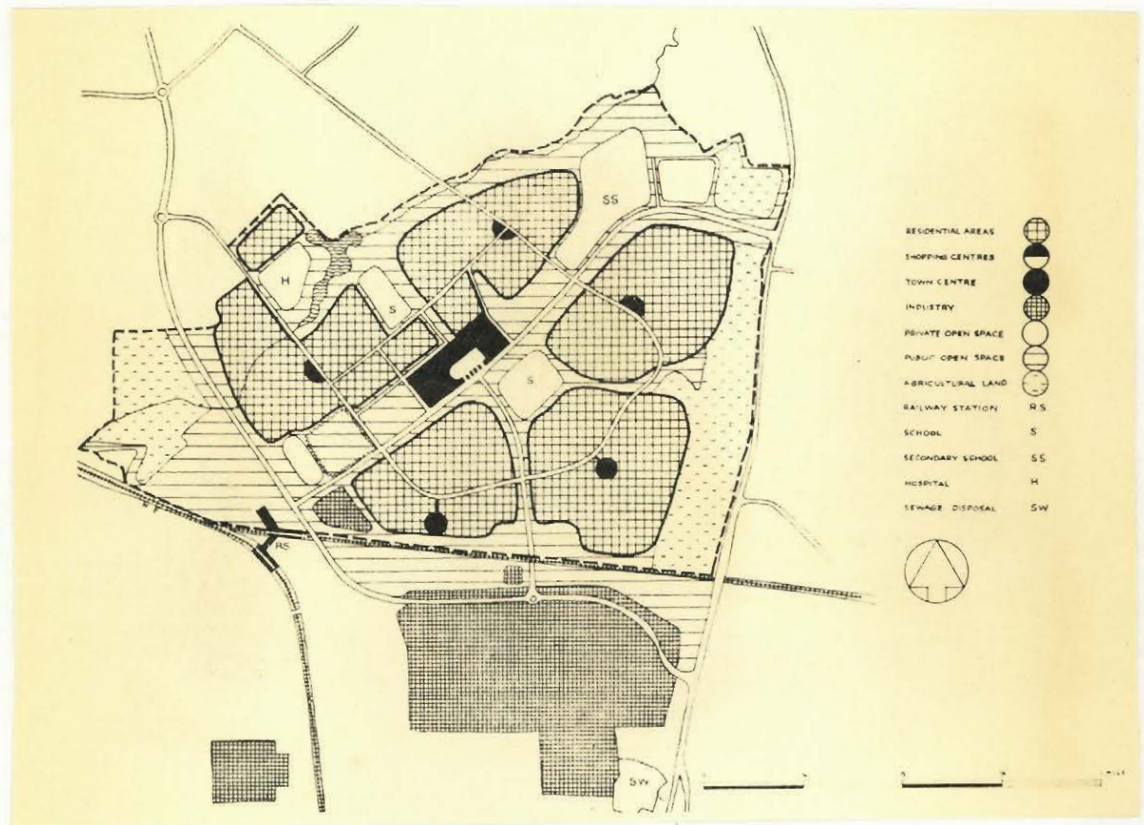 SS
H
S
S
RS
SW
RESIDENTIAL AREAS
SHOPPING CENTRES
TOWN CENTRE
INDUSTRY
PRIVATE OPEN SPACE
PUBLIC OPEN SPACE
AGRICULTURAL LAND
RAILWAY STATION RS
SCHOOL S
SECONDARY SCHOOL SS
HOSPITAL H
SEWAGE DISPOSAL SW